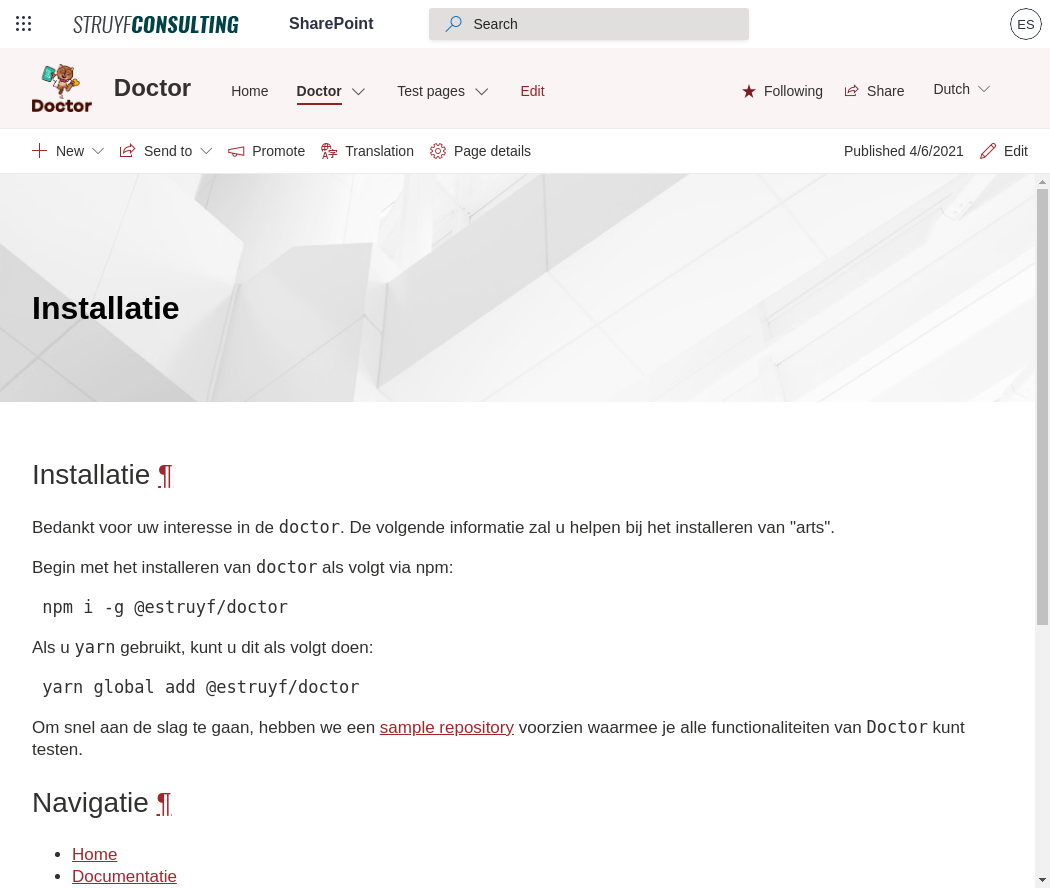 STRUYFCONSULTING SharePoint Search ES
Doctor Doctor Home Doctor Test pages Edit Following Share Dutch
New Send to Promote Translation Page details Published 4/6/2021 Edit
Installatie
Installatie ¶
Bedankt voor uw interesse in de doctor. De volgende informatie zal u helpen bij het installeren van "arts".
Begin met het installeren van doctor als volgt via npm:
npm i -g @estruyf/doctor
Als u yarn gebruikt, kunt u dit als volgt doen:
yarn global add @estruyf/doctor
Om snel aan de slag te gaan, hebben we een sample repository voorzien waarmee je alle functionaliteiten van Doctor kunt
testen.
Navigatie ¶
• Home
• Documentatie